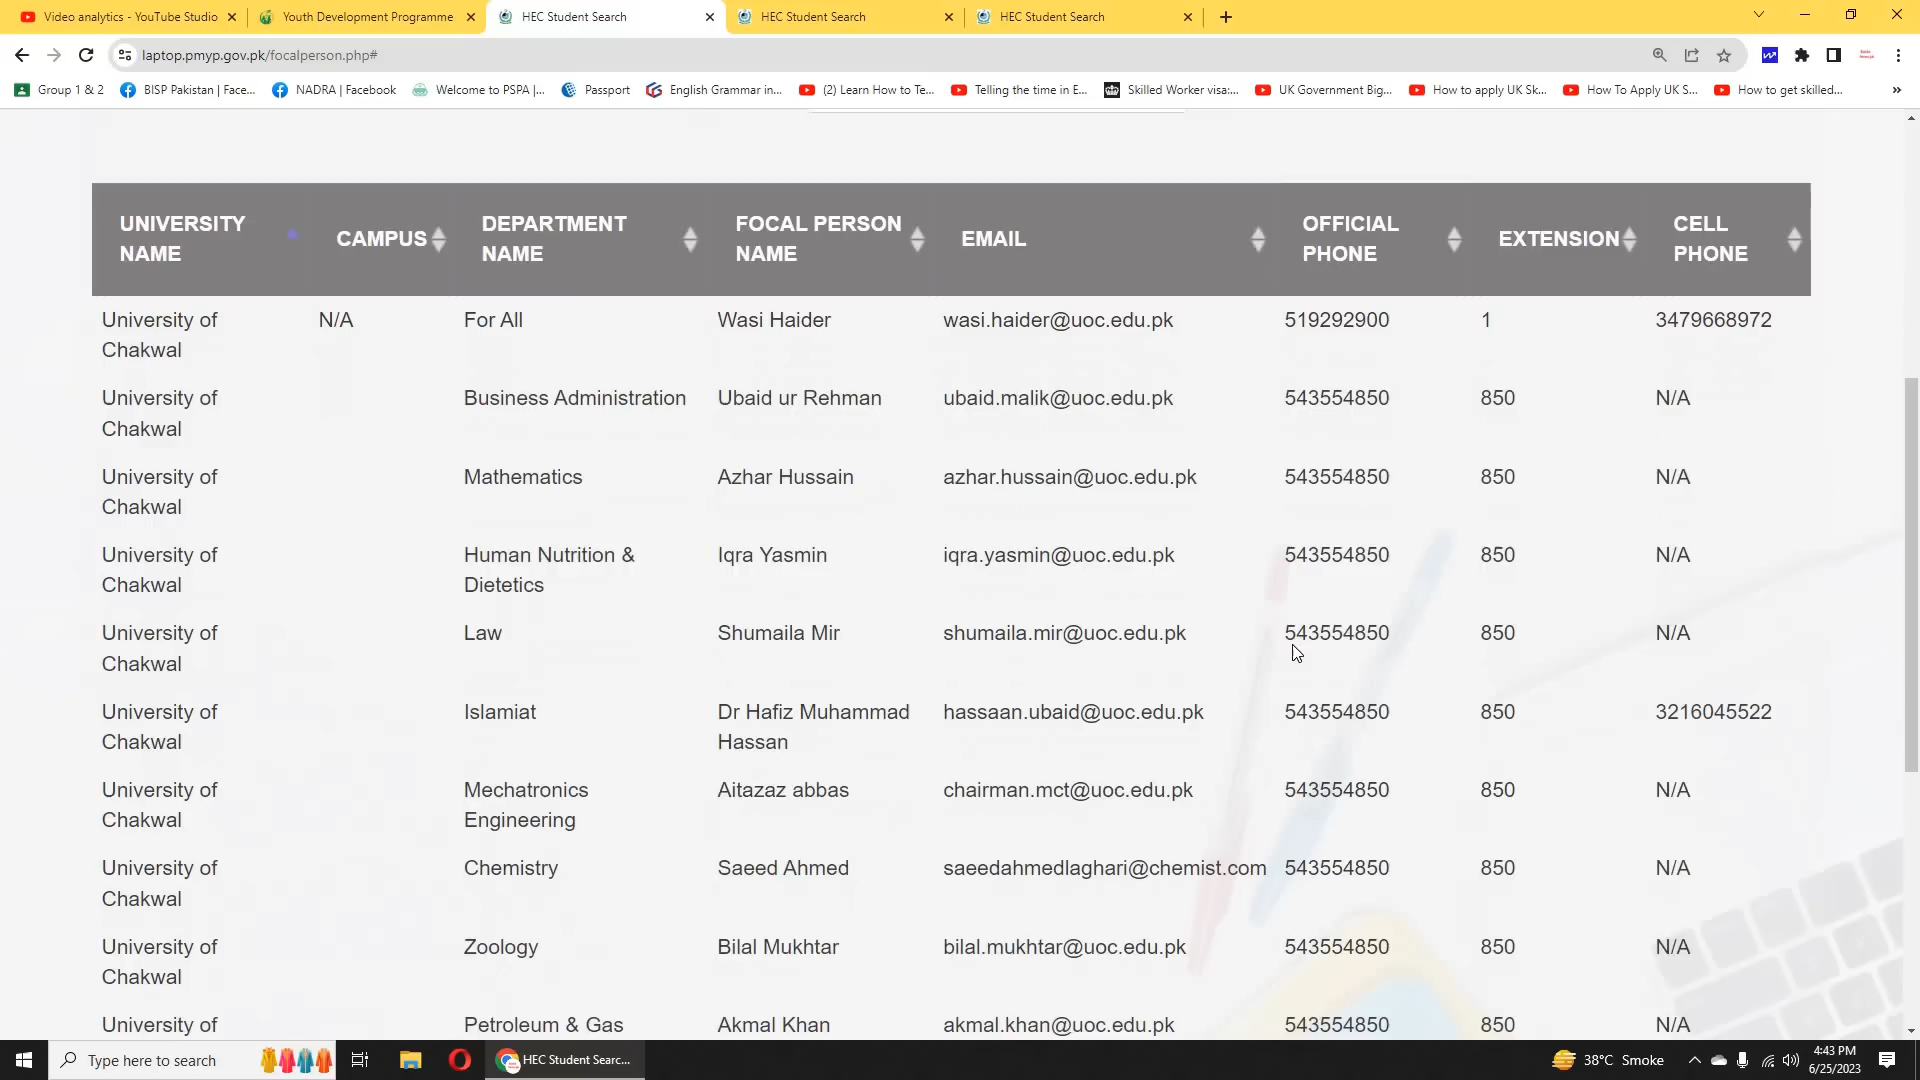 Video analytics - YouTube Studio
Youth Development Programme
HEC Student Search
HEC Student Search
HEC Student Search
laptop.pmyp.gov.pk/focalperson.php#
Group 1 & 2
BISP Pakistan | Face...
NADRA | Facebook
Welcome to PSPA |...
Passport
English Grammar in...
(2) Learn How to Te...
Telling the time in E...
Skilled Worker visa:...
UK Government Big...
How to apply UK Sk...
How To Apply UK S...
How to get skilled...
»
UNIVERSITY NAME CAMPUS DEPARTMENT NAME FOCAL PERSON NAME EMAIL OFFICIAL PHONE EXTENSION CELL PHONE
University of Chakwal N/A For All Wasi Haider wasi.haider@uoc.edu.pk 519292900 1 3479668972
University of Chakwal Business Administration Ubaid ur Rehman ubaid.malik@uoc.edu.pk 543554850 850 N/A
University of Chakwal Mathematics Azhar Hussain azhar.hussain@uoc.edu.pk 543554850 850 N/A
University of Chakwal Human Nutrition & Dietetics Iqra Yasmin iqra.yasmin@uoc.edu.pk 543554850 850 N/A
University of Chakwal Law Shumaila Mir shumaila.mir@uoc.edu.pk 543554850 850 N/A
University of Chakwal Islamiat Dr Hafiz Muhammad Hassan hassaan.ubaid@uoc.edu.pk 543554850 850 3216045522
University of Chakwal Mechatronics Engineering Aitazaz abbas chairman.mct@uoc.edu.pk 543554850 850 N/A
University of Chakwal Chemistry Saeed Ahmed saeedahmedlaghari@chemist.com 543554850 850 N/A
University of Chakwal Zoology Bilal Mukhtar bilal.mukhtar@uoc.edu.pk 543554850 850 N/A
University of Petroleum & Gas Akmal Khan akmal.khan@uoc.edu.pk 543554850 850 N/A
Type here to search
HEC Student Searc...
38°C Smoke
4:43 PM
6/25/2023